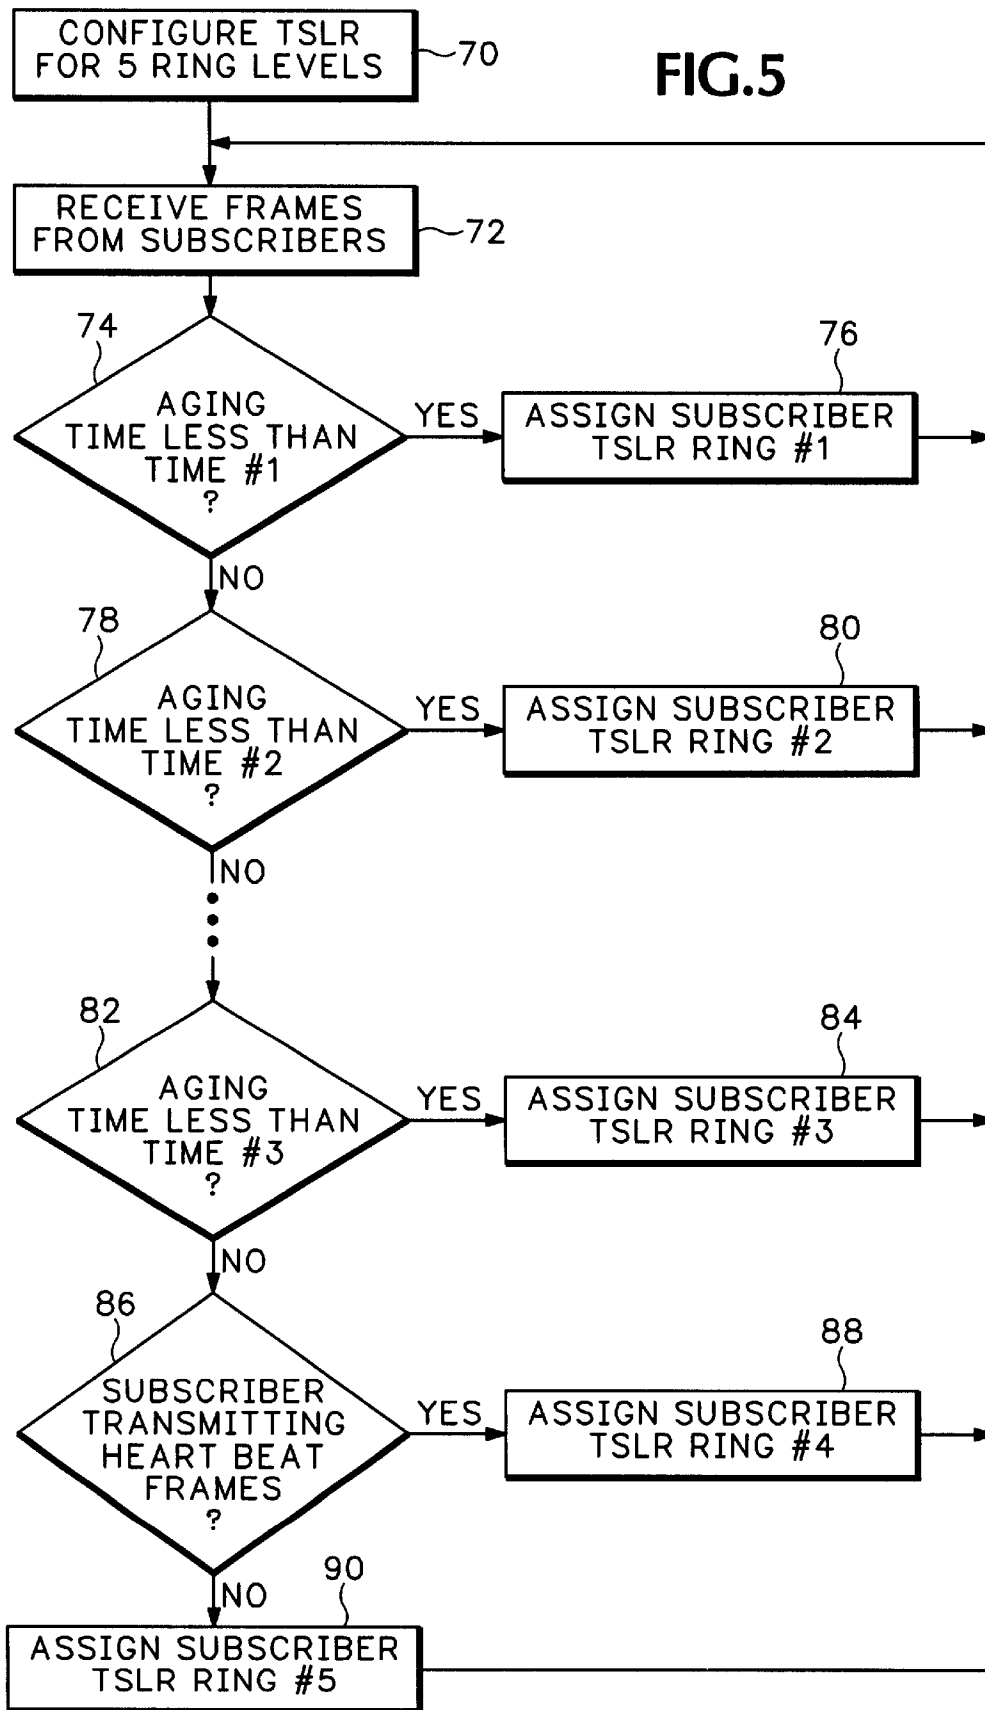 CONFIGURE TSLR
FOR 5 RING LEVELS
70
FIG.5
RECEIVE FRAMES
FROM SUBSCRIBERS
72
74
AGING
TIME LESS THAN
TIME #1
?
YES
76
ASSIGN SUBSCRIBER
TSLR RING #1
NO
78
AGING
TIME LESS THAN
TIME #2
?
YES
80
ASSIGN SUBSCRIBER
TSLR RING #2
NO
82
AGING
TIME LESS THAN
TIME #3
?
YES
84
ASSIGN SUBSCRIBER
TSLR RING #3
NO
86
SUBSCRIBER
TRANSMITTING
HEART BEAT
FRAMES
?
YES
88
ASSIGN SUBSCRIBER
TSLR RING #4
NO
90
ASSIGN SUBSCRIBER
TSLR RING #5